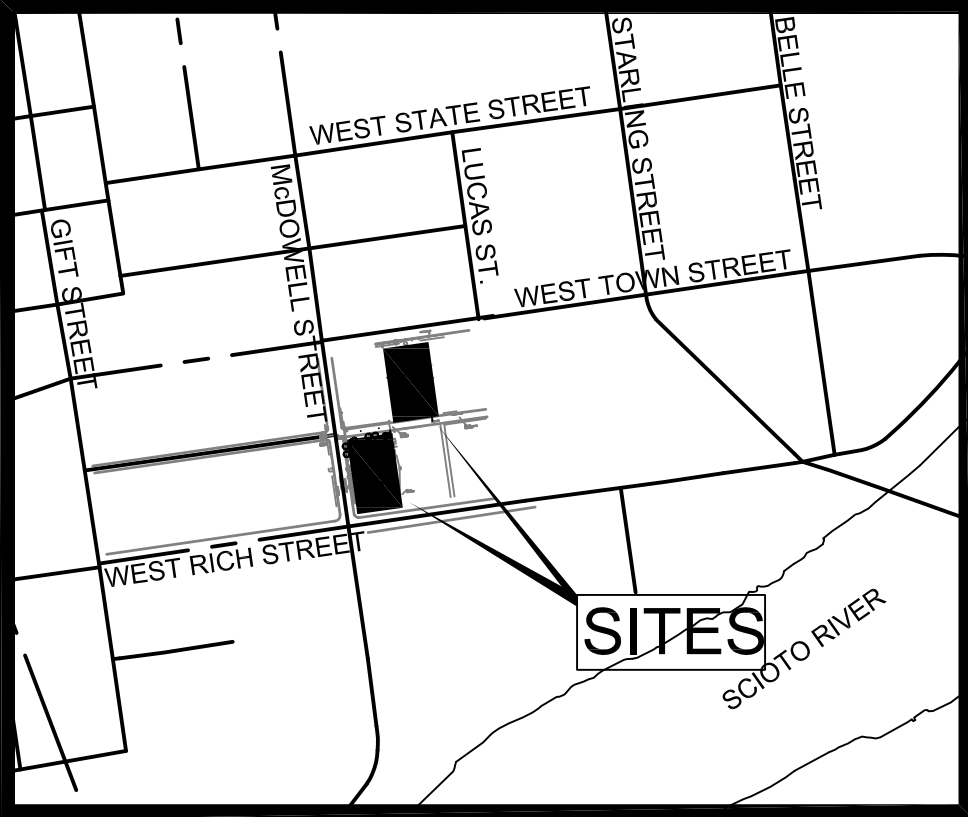 STARLING STREET
BELLE STREET
WEST STATE STREET
LUCAS ST.
McDOWELL STREET
GIFT STREET
WEST TOWN STREET
WEST RICH STREET
SITES
SCIOTO RIVER